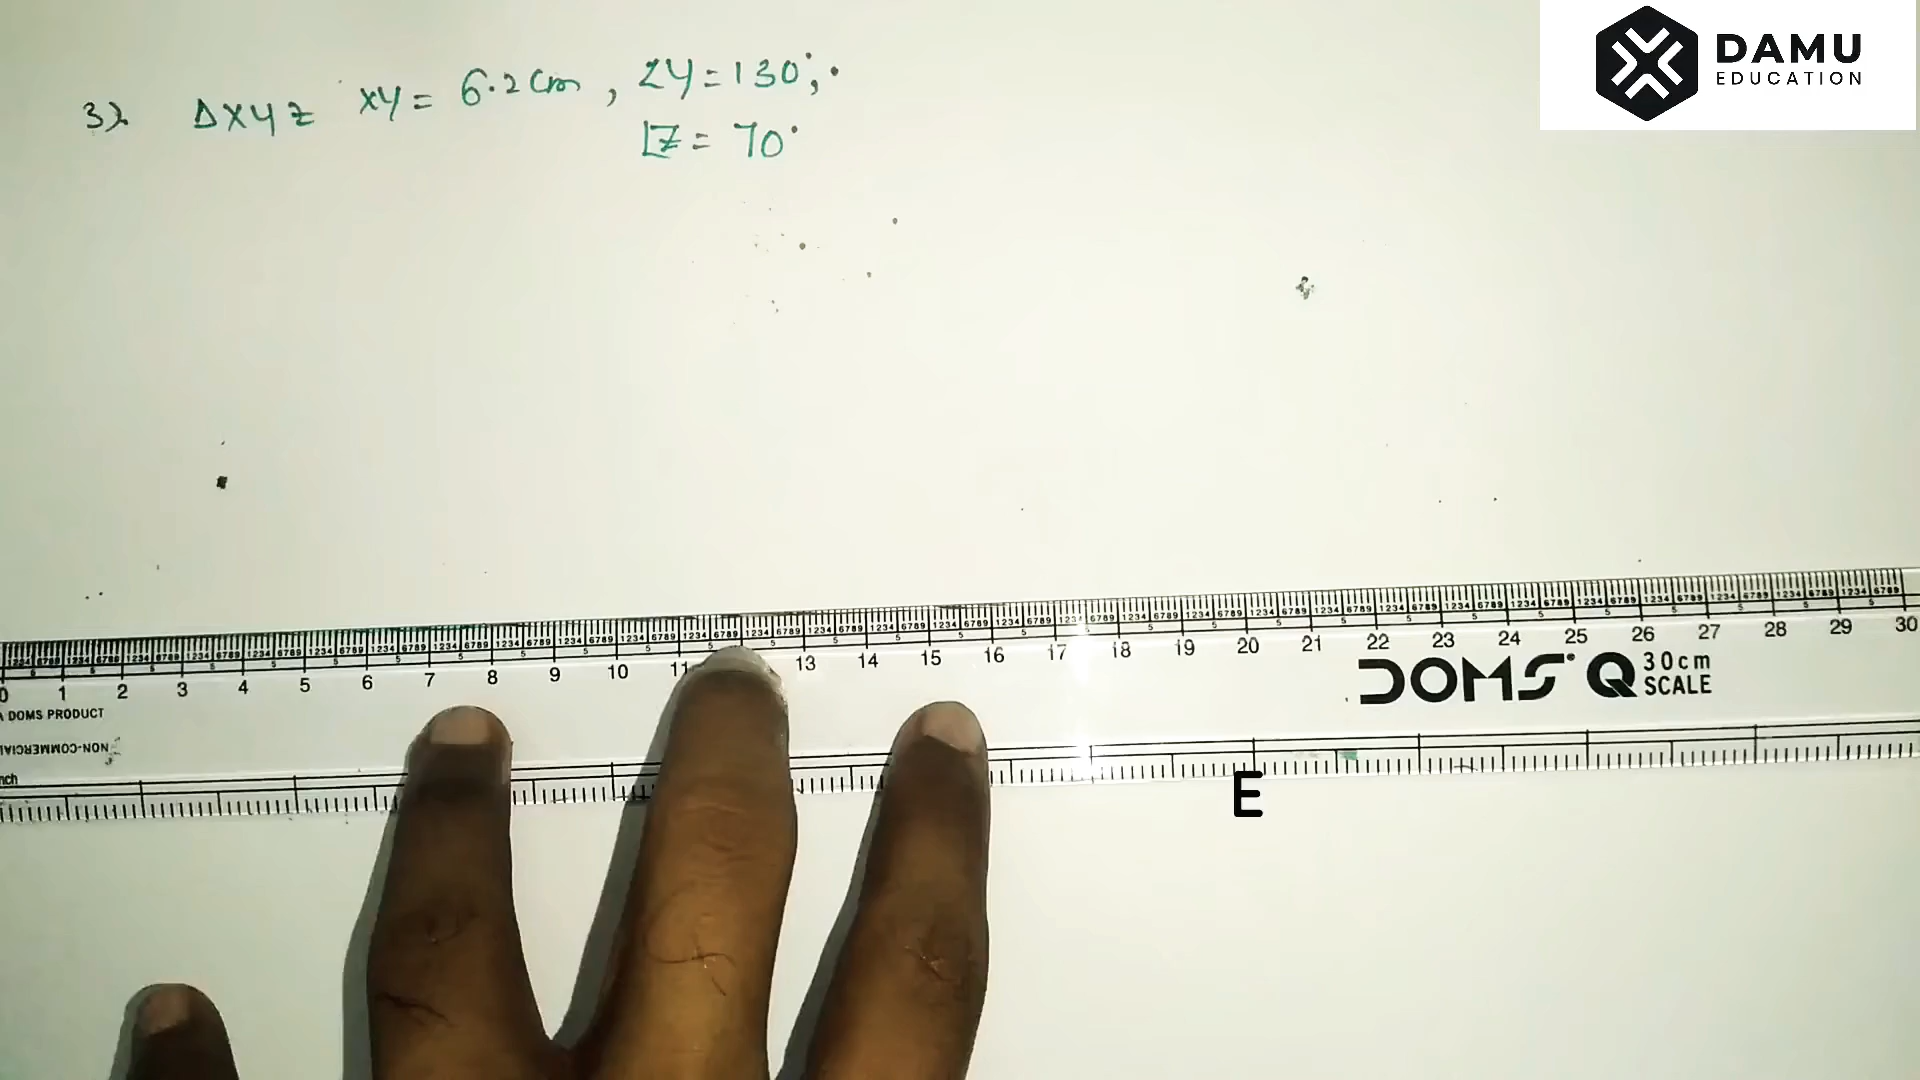 DAMU
EDUCATION
3) ΔXYZ XY = 6.2 cm, ∠Y = 130°,
∠Z = 70°
0 1 2 3 4 5 6 7 8 9 10 11 13 14 15 16 17 18 19 20 21 22 23 24 25 26 27 28 29 30
DOMS Q 30cm
SCALE
A DOMS PRODUCT
NON-COMMERCIAL
nch
E